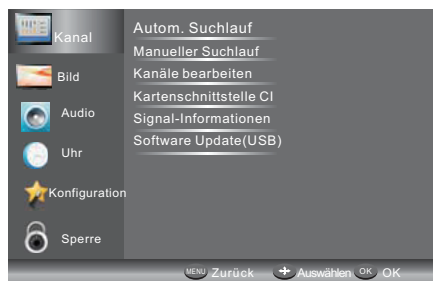 Kanal
Bild
Audio
Uhr
Konfiguration
Sperre
Autom. Suchlauf
Manueller Suchlauf
Kanäle bearbeiten
Kartenschnittstelle CI
Signal-Informationen
Software Update(USB)
MENU Zurück Auswählen OK OK